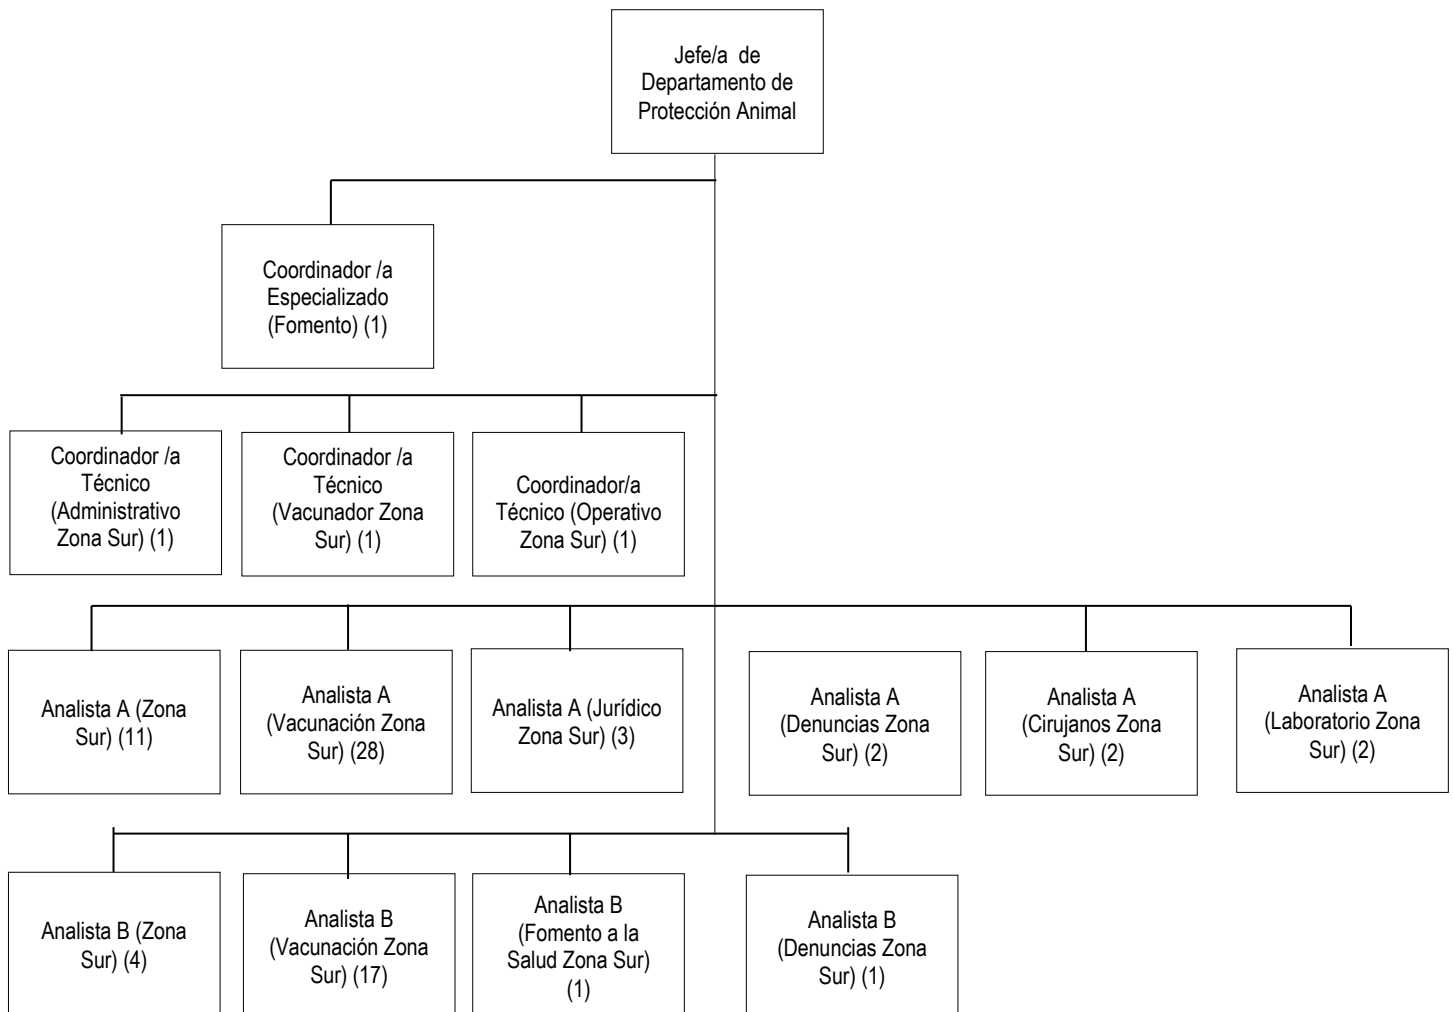 Jefe/a de
Departamento de
Protección Animal
Coordinador /a
Especializado
(Fomento) (1)
Coordinador /a
Técnico
(Administrativo
Zona Sur) (1)
Coordinador /a
Técnico
(Vacunador Zona
Sur) (1)
Coordinador/a
Técnico (Operativo
Zona Sur) (1)
Analista A (Zona
Sur) (11)
Analista A
(Vacunación Zona
Sur) (28)
Analista A (Jurídico
Zona Sur) (3)
Analista A
(Denuncias Zona
Sur) (2)
Analista A
(Cirujanos Zona
Sur) (2)
Analista A
(Laboratorio Zona
Sur) (2)
Analista B (Zona
Sur) (4)
Analista B
(Vacunación Zona
Sur) (17)
Analista B
(Fomento a la
Salud Zona Sur)
(1)
Analista B
(Denuncias Zona
Sur) (1)